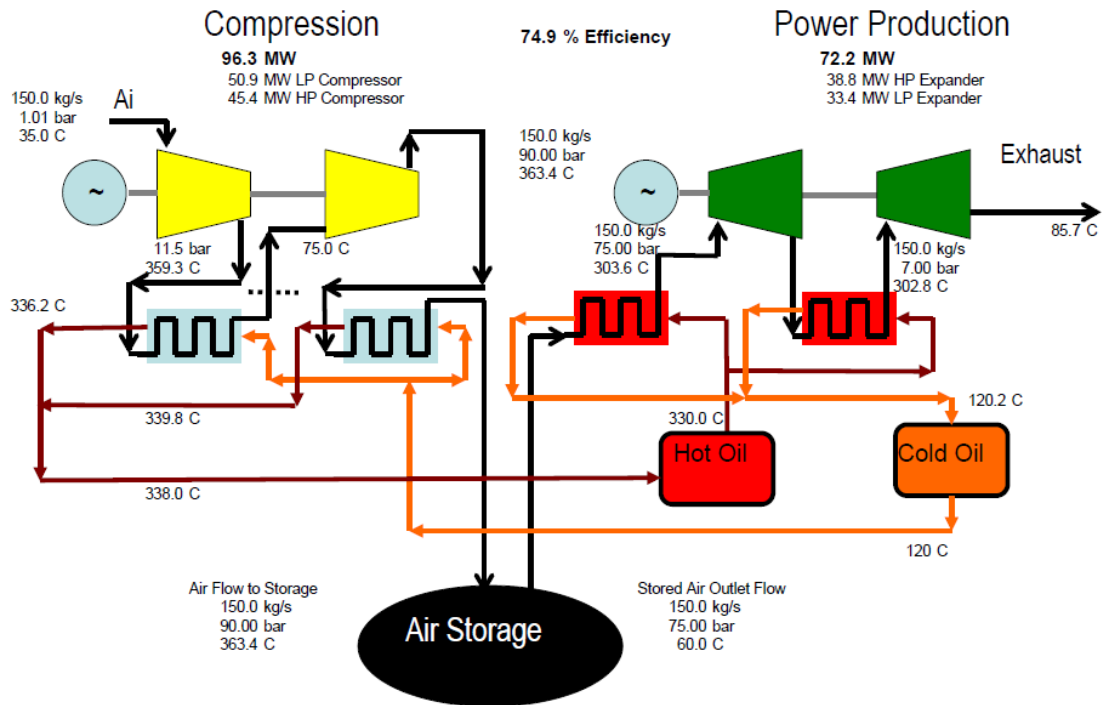 Compression
96.3 MW
50.9 MW LP Compressor
45.4 MW HP Compressor
74.9 % Efficiency
Power Production
72.2 MW
38.8 MW HP Expander
33.4 MW LP Expander
150.0 kg/s
1.01 bar
35.0 C
Ai
~
11.5 bar
359.3 C
75.0 C
336.2 C
339.8 C
338.0 C
150.0 kg/s
90.00 bar
363.4 C
~
150.0 kg/s
75.00 bar
303.6 C
150.0 kg/s
7.00 bar
302.8 C
Exhaust
85.7 C
330.0 C
120.2 C
Hot Oil
Cold Oil
120 C
Air Flow to Storage
150.0 kg/s
90.00 bar
363.4 C
Air Storage
Stored Air Outlet Flow
150.0 kg/s
75.00 bar
60.0 C